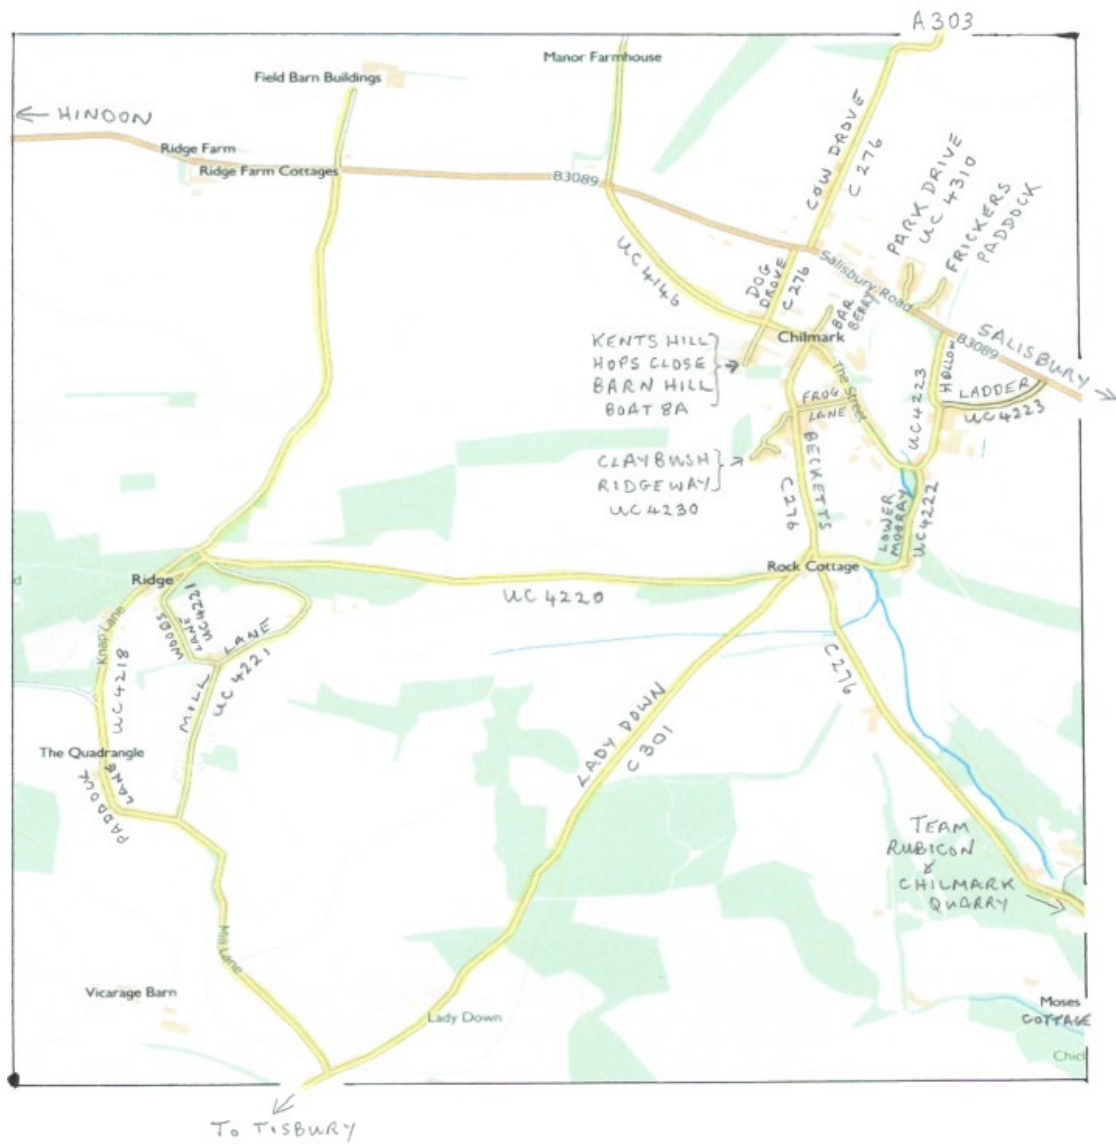 A303
Manor Farmhouse
Field Barn Buildings
← HINDON
Ridge Farm
Ridge Farm Cottages
B3089
COW DROVE
C 276
PARK DRIVE
UC 4310
FRICKERS
PADDOCK
UC 4146
DOG
DROVE
C 276
Salisbury Road
BAR
BERRY
Chilmark
B3089
SALISBURY
KENTS HILL
HOPS CLOSE
BARN HILL
BOAT 8A
The Street
FROG
LANE
HOLLOW
UC 4223
LADDER
UC 4223
CLAYBUSH
RIDGEWAY
UC 4230
BECKETTS
C 276
LOWER
MOORAY
UC 4222
Rock Cottage
Ridge
UC 4220
WOODS
LANE
UC 4221
Knap Lane
UC 4218
MILL LANE
UC 4221
C 276
LADY DOWN
C 301
The Quadrangle
PADDOCK
LANE
TEAM
RUBICON
&
CHILMARK
QUARRY
Mill Lane
Vicarage Barn
Lady Down
Moses
COTTAGE
Chicl
TO TISBURY